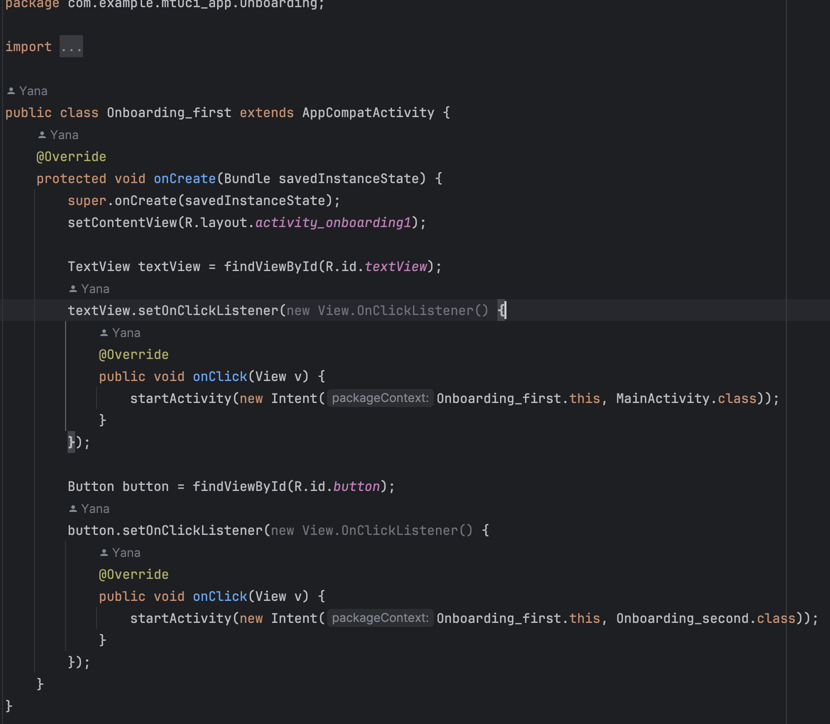 package com.example.mtuci_app.Onboarding;
import ...
Yana
public class Onboarding_first extends AppCompatActivity {
Yana
@Override
protected void onCreate(Bundle savedInstanceState) {
super.onCreate(savedInstanceState);
setContentView(R.layout.activity_onboarding1);
TextView textView = findViewById(R.id.textView);
Yana
textView.setOnClickListener(new View.OnClickListener() {
Yana
@Override
public void onClick(View v) {
startActivity(new Intent( packageContext: Onboarding_first.this, MainActivity.class));
}
});
Button button = findViewById(R.id.button);
Yana
button.setOnClickListener(new View.OnClickListener() {
Yana
@Override
public void onClick(View v) {
startActivity(new Intent( packageContext: Onboarding_first.this, Onboarding_second.class));
}
});
}
}